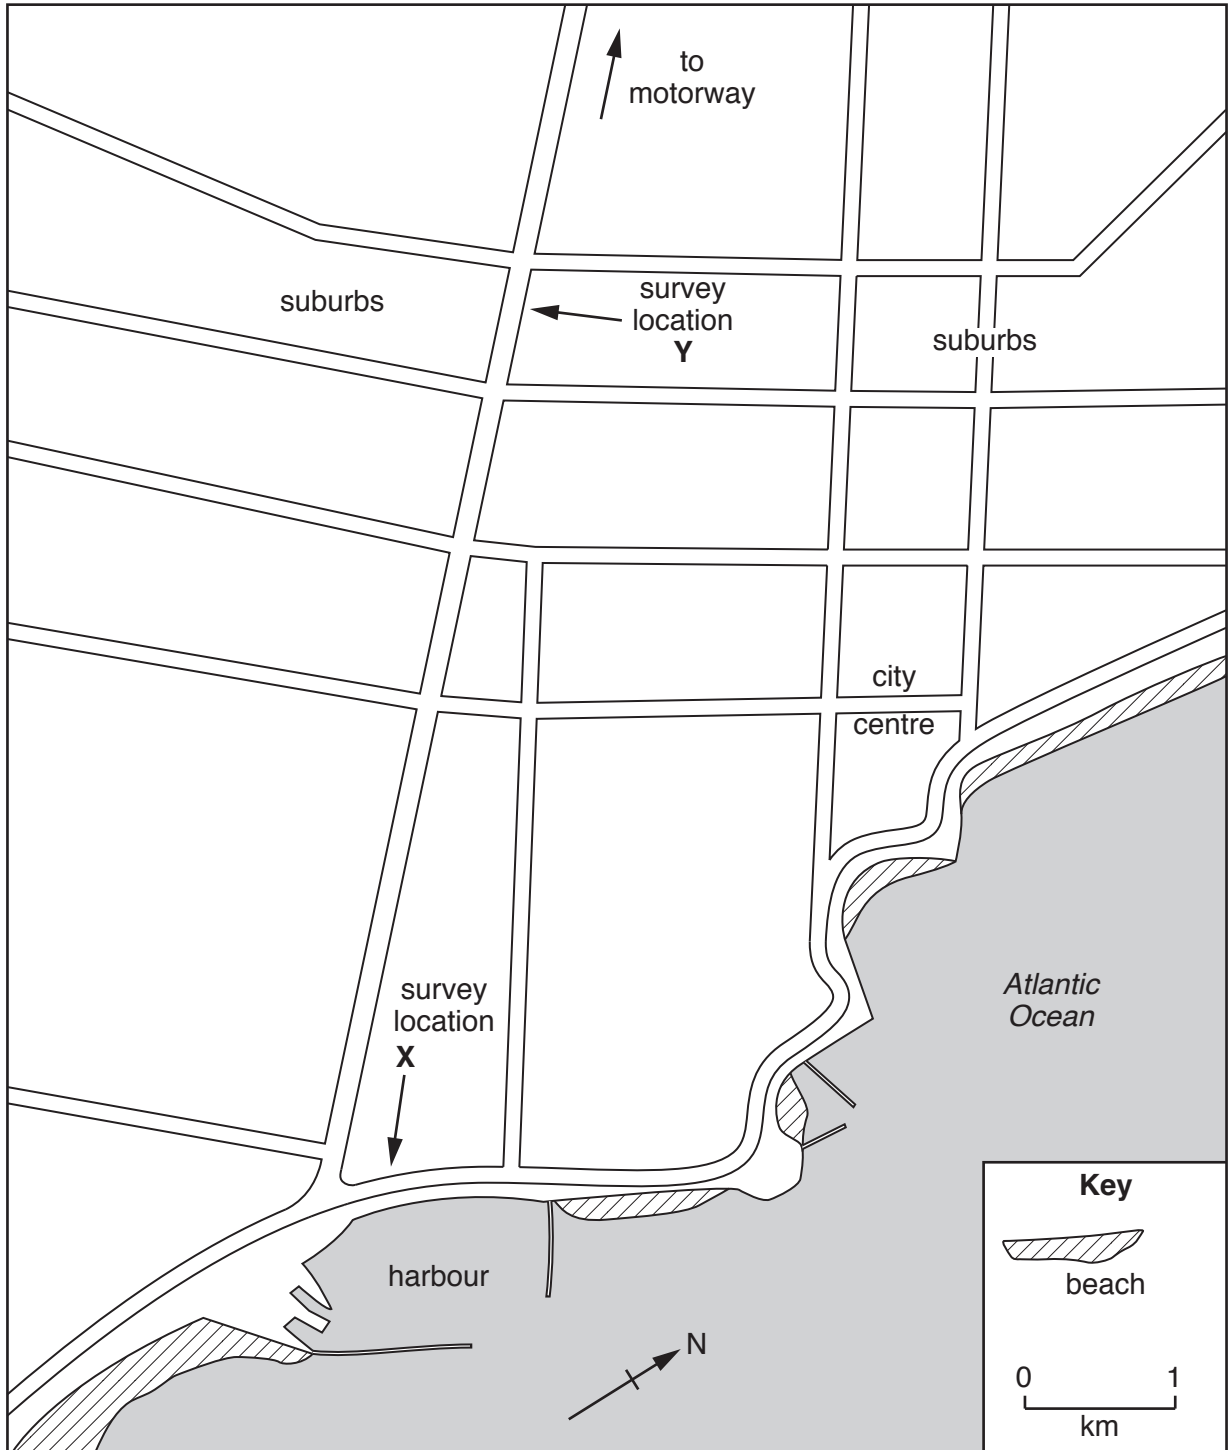 to
motorway
suburbs
survey
location
Y
suburbs
city
centre
survey
location
X
Atlantic
Ocean
harbour
N
Key
beach
0 1
km